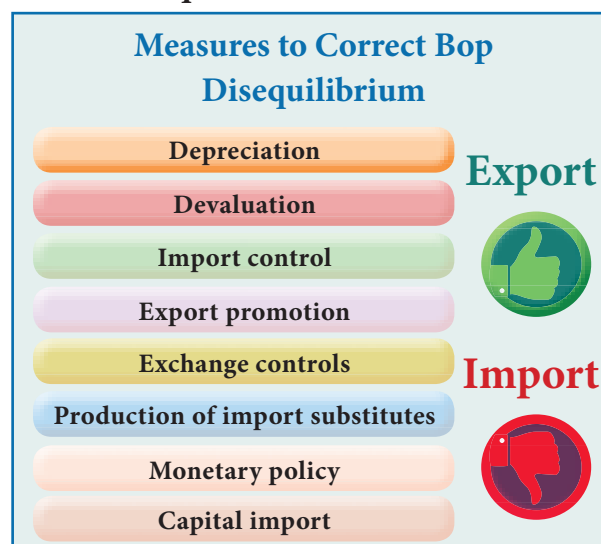 Measures to Correct Bop
Disequilibrium
Depreciation
Devaluation
Import control
Export promotion
Exchange controls
Production of import substitutes
Monetary policy
Capital import
Export
Import